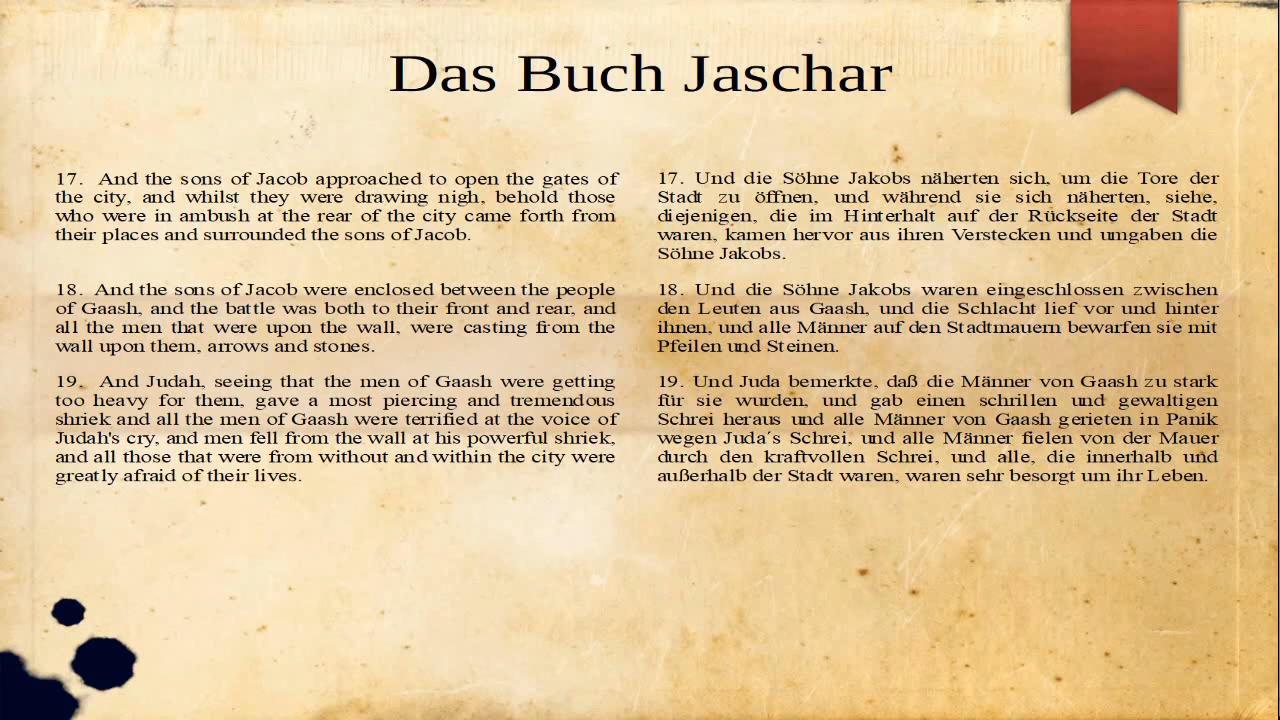 Das Buch Jaschar
17. And the sons of Jacob approached to open the gates of
the city, and whilst they were drawing nigh, behold those
who were in ambush at the rear of the city came forth from
their places and surrounded the sons of Jacob.
18. And the sons of Jacob were enclosed between the people
of Gaash, and the battle was both to their front and rear, and
all the men that were upon the wall, were casting from the
wall upon them, arrows and stones.
19. And Judah, seeing that the men of Gaash were getting
too heavy for them, gave a most piercing and tremendous
shriek and all the men of Gaash were terrified at the voice of
Judah's cry, and men fell from the wall at his powerful shriek,
and all those that were from without and within the city were
greatly afraid of their lives.
17. Und die Söhne Jakobs näherten sich, um die Tore der
Stadt zu öffnen, und während sie sich näherten, siehe,
diejenigen, die im Hinterhalt auf der Rückseite der Stadt
waren, kamen hervor aus ihren Verstecken und umgaben die
Söhne Jakobs.
18. Und die Söhne Jakobs waren eingeschlossen zwischen
den Leuten aus Gaash, und die Schlacht lief vor und hinter
ihnen, und alle Männer auf den Stadtmauern bewarfen sie mit
Pfeilen und Steinen.
19. Und Juda bemerkte, daß die Männer von Gaash zu stark
für sie wurden, und gab einen schrillen und gewaltigen
Schrei heraus und alle Männer von Gaash gerieten in Panik
wegen Juda´s Schrei, und alle Männer fielen von der Mauer
durch den kraftvollen Schrei, und alle, die innerhalb und
außerhalb der Stadt waren, waren sehr besorgt um ihr Leben.